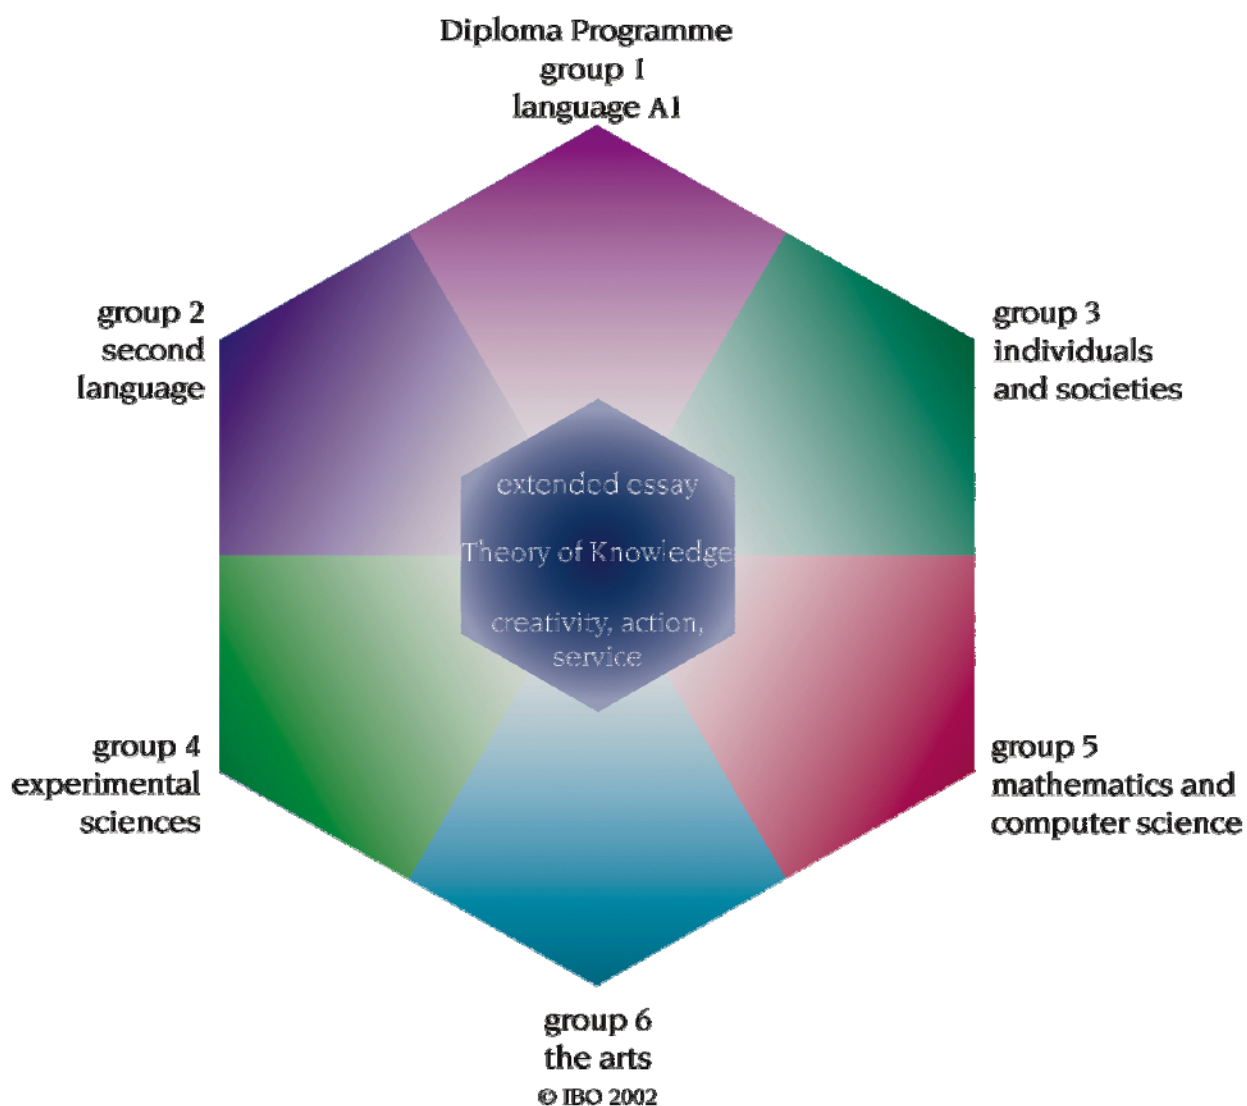 Diploma Programme
group 1
language A1
group 2
second
language
group 3
individuals
and societies
extended essay
Theory of Knowledge
creativity, action,
service
group 4
experimental
sciences
group 5
mathematics and
computer science
group 6
the arts
© IBO 2002